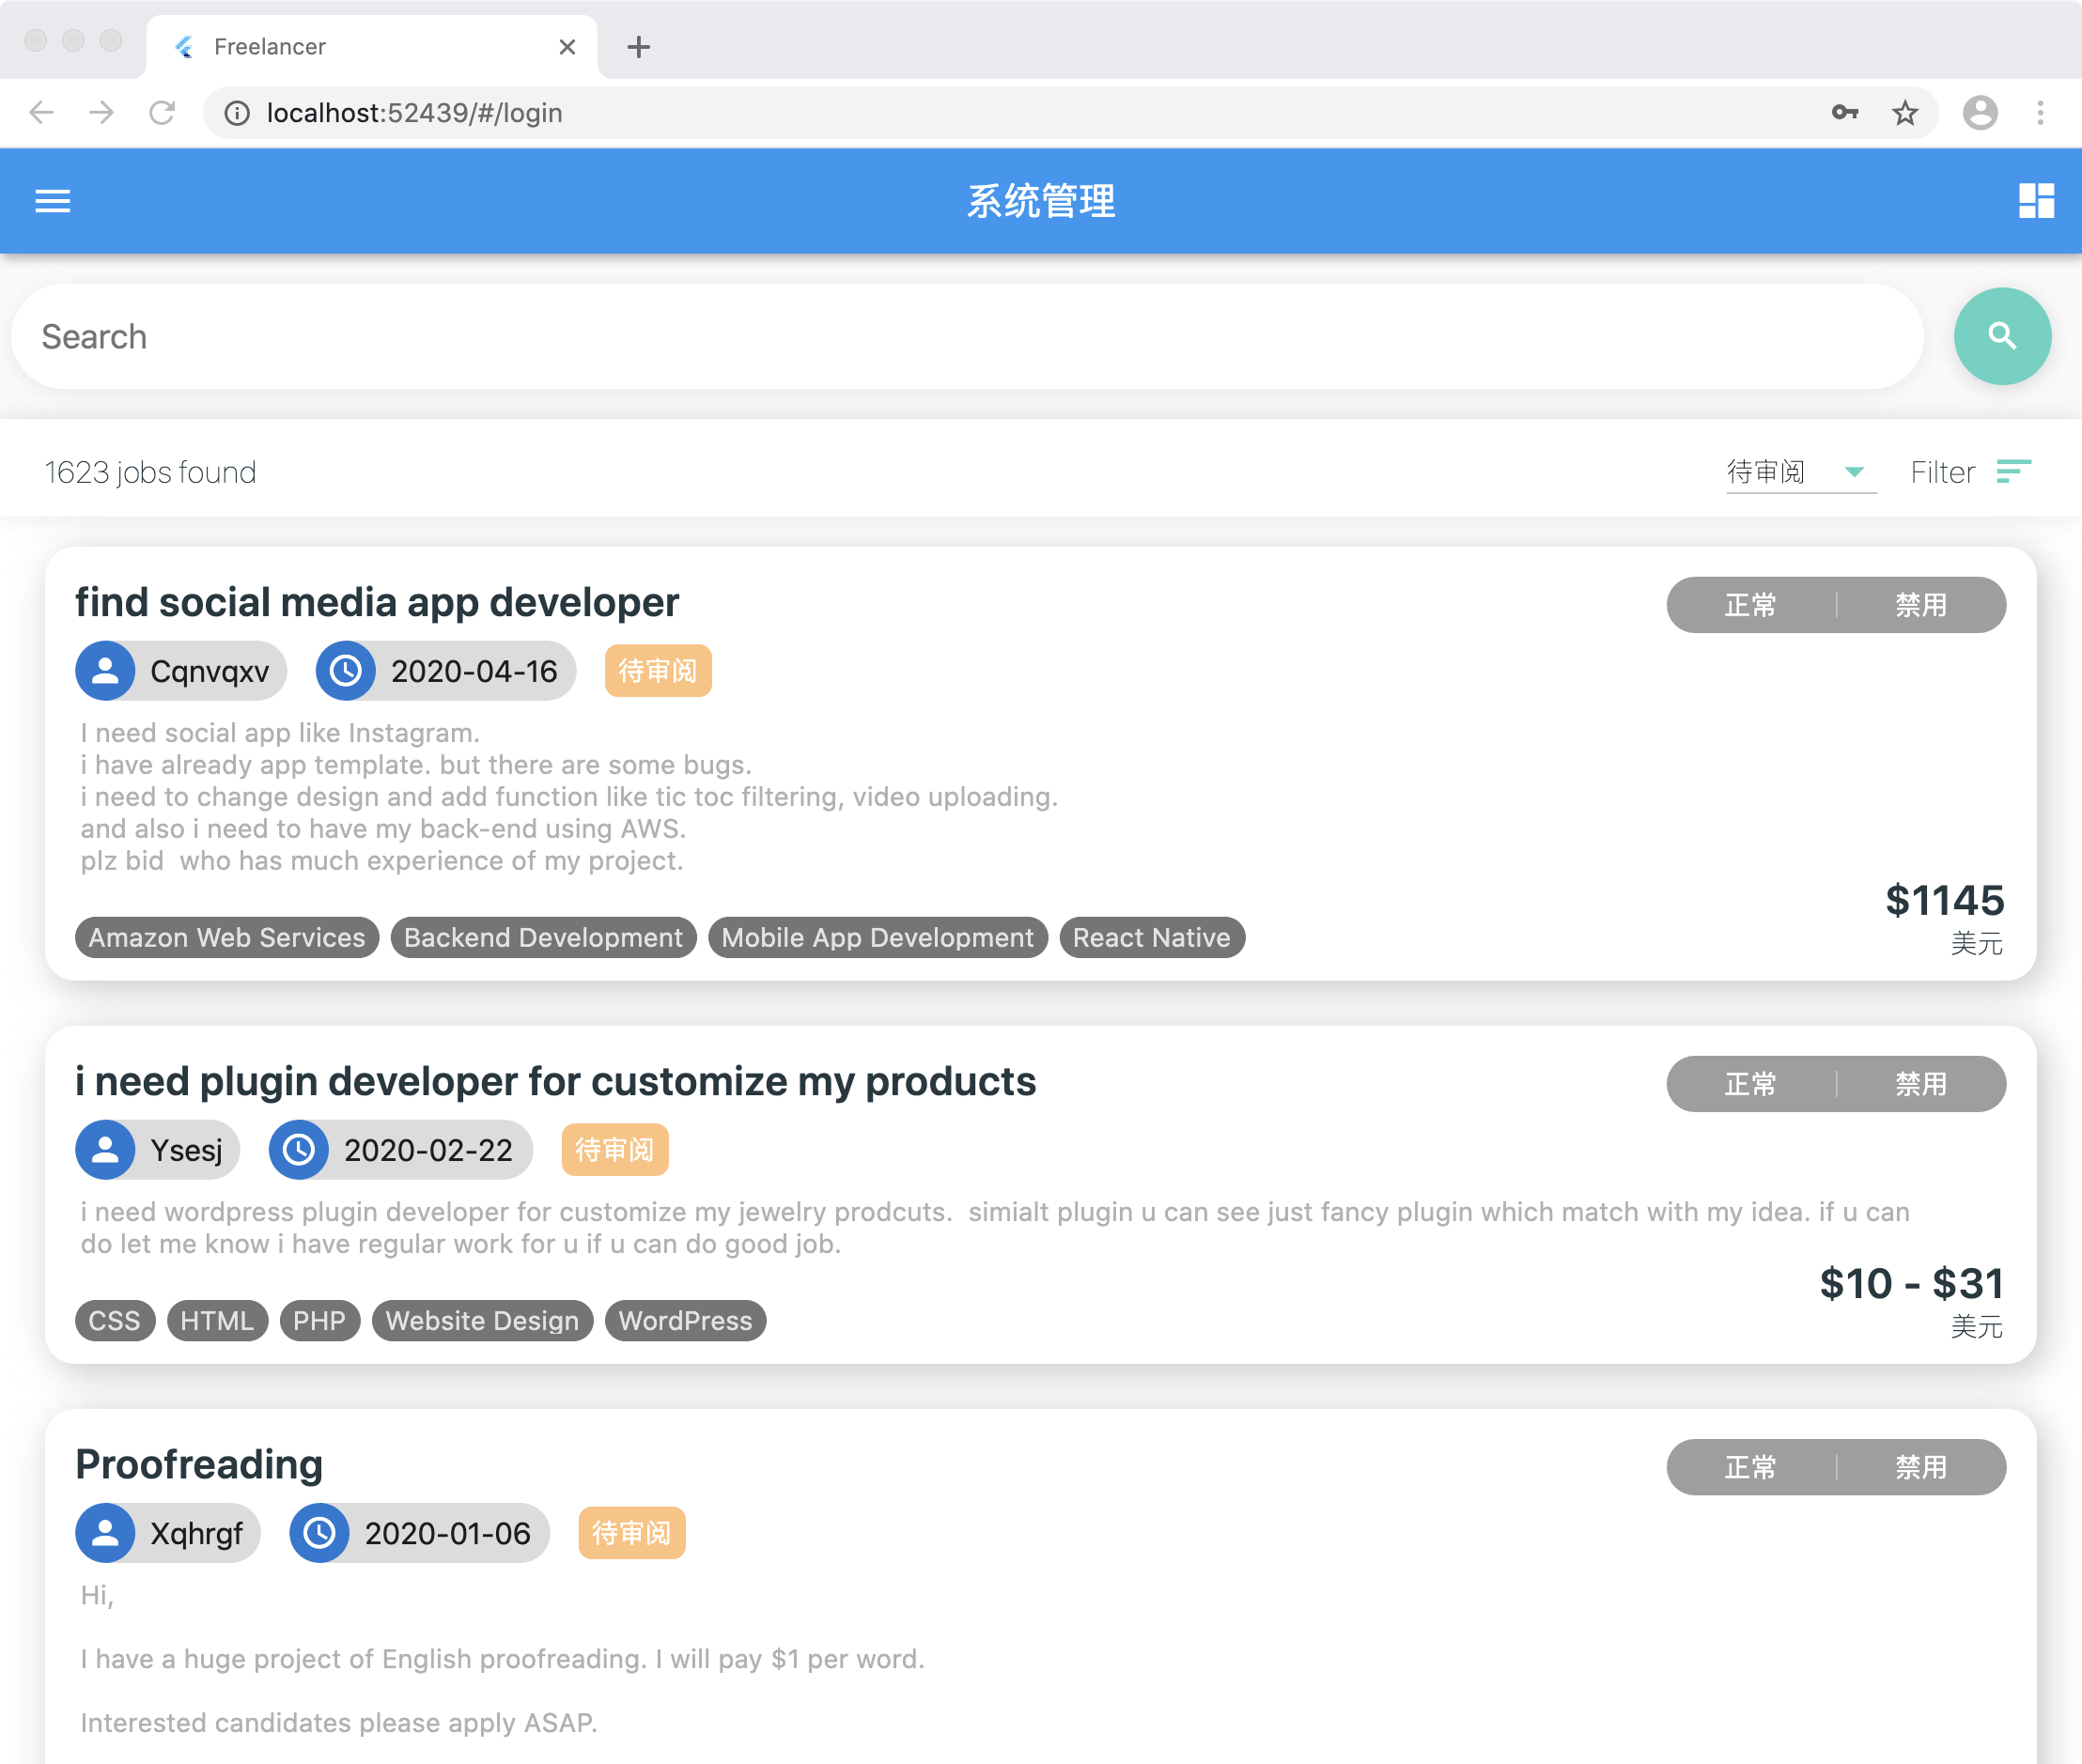 Freelancer
localhost:52439/#/login
系统管理
Search
1623 jobs found
待审阅
Filter
find social media app developer
正常 禁用
Cqnvqxv 2020-04-16 待审阅
I need social app like Instagram.
i have already app template. but there are some bugs.
i need to change design and add function like tic toc filtering, video uploading.
and also i need to have my back-end using AWS.
plz bid  who has much experience of my project.
$1145
美元
Amazon Web Services Backend Development Mobile App Development React Native
i need plugin developer for customize my products
正常 禁用
Ysesj 2020-02-22 待审阅
i need wordpress plugin developer for customize my jewelry prodcuts.  simialt plugin u can see just fancy plugin which match with my idea. if u can
do let me know i have regular work for u if u can do good job.
$10 - $31
美元
CSS HTML PHP Website Design WordPress
Proofreading
正常 禁用
Xqhrgf 2020-01-06 待审阅
Hi,
I have a huge project of English proofreading. I will pay $1 per word.
Interested candidates please apply ASAP.